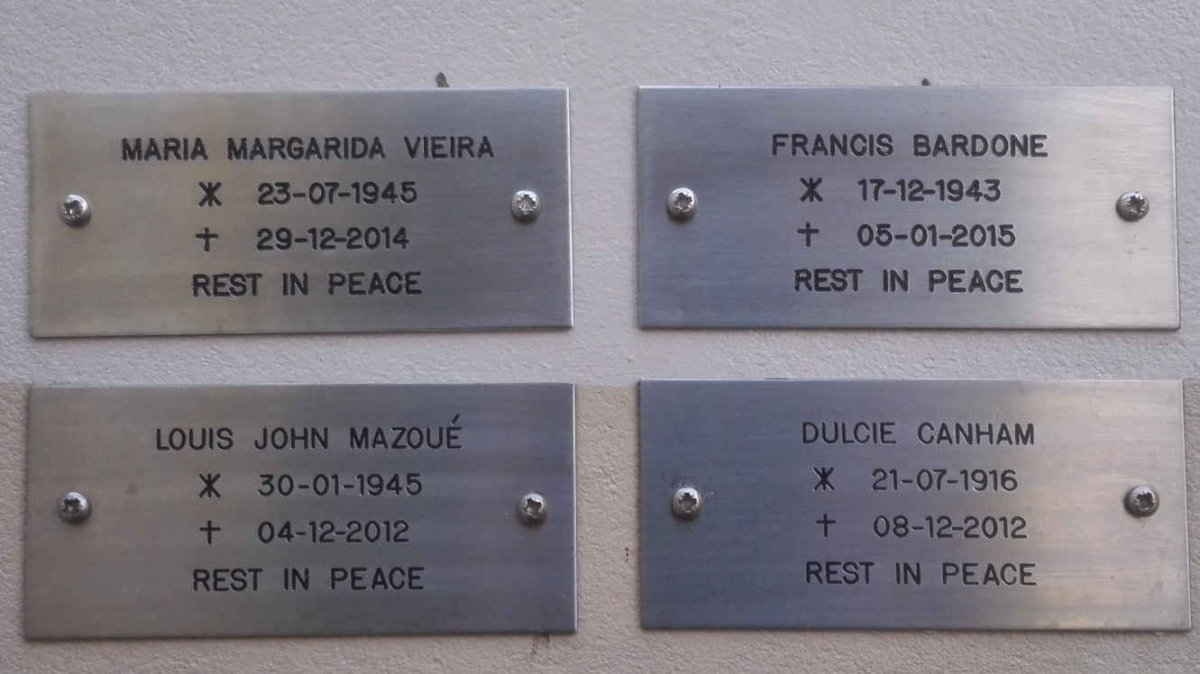 MARIA MARGARIDA VIEIRA
Ж 23-07-1945
† 29-12-2014
REST IN PEACE
FRANCIS BARDONE
Ж 17-12-1943
† 05-01-2015
REST IN PEACE
LOUIS JOHN MAZOUÉ
Ж 30-01-1945
† 04-12-2012
REST IN PEACE
DULCIE CANHAM
Ж 21-07-1916
† 08-12-2012
REST IN PEACE